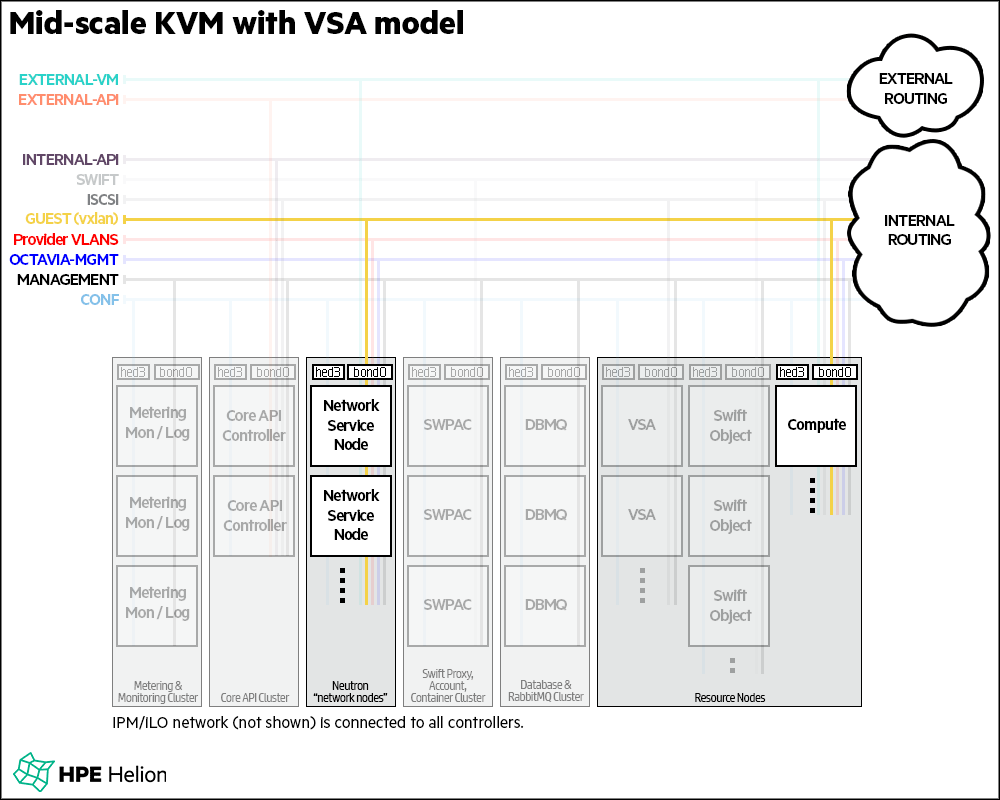 Mid-scale KVM with VSA model
EXTERNAL-VM
EXTERNAL-API
EXTERNAL
ROUTING
INTERNAL-API
SWIFT
ISCSI
GUEST (vxlan)
Provider VLANS
OCTAVIA-MGMT
MANAGEMENT
CONF
INTERNAL
ROUTING
hed3 bond0
hed3 bond0
hed3 bond0
hed3 bond0
hed3 bond0
hed3 bond0
hed3 bond0
hed3 bond0
Metering
Mon / Log
Metering
Mon / Log
Metering
Mon / Log
Metering &
Monitoring Cluster
Core API
Controller
Core API
Controller
Core API Cluster
Network
Service
Node
Network
Service
Node
Neutron
“network nodes”
SWPAC
SWPAC
SWPAC
Swift Proxy,
Account,
Container Cluster
DBMQ
DBMQ
DBMQ
Database &
RabbitMQ Cluster
VSA
VSA
Swift
Object
Swift
Object
Swift
Object
Compute
Resource Nodes
IPM/ILO network (not shown) is connected to all controllers.
HPE Helion